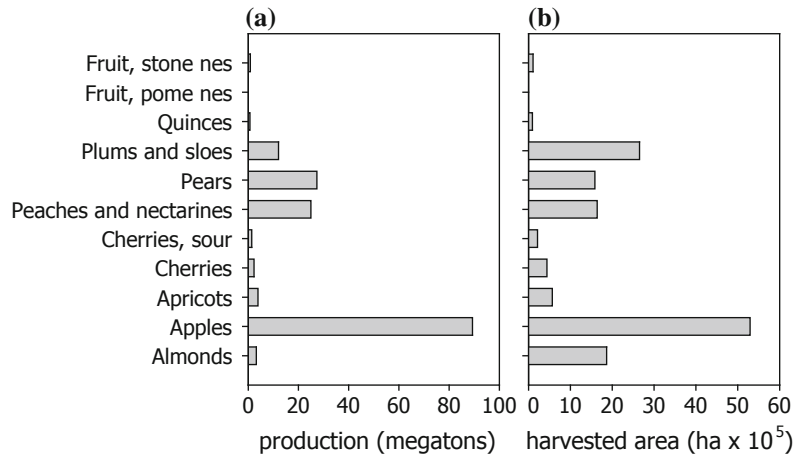 (a)
(b)
Fruit, stone nes
Fruit, pome nes
Quinces
Plums and sloes
Pears
Peaches and nectarines
Cherries, sour
Cherries
Apricots
Apples
Almonds
0 20 40 60 80 100
0 10 20 30 40 50 60
production (megatons)
harvested area (ha x 10⁵)